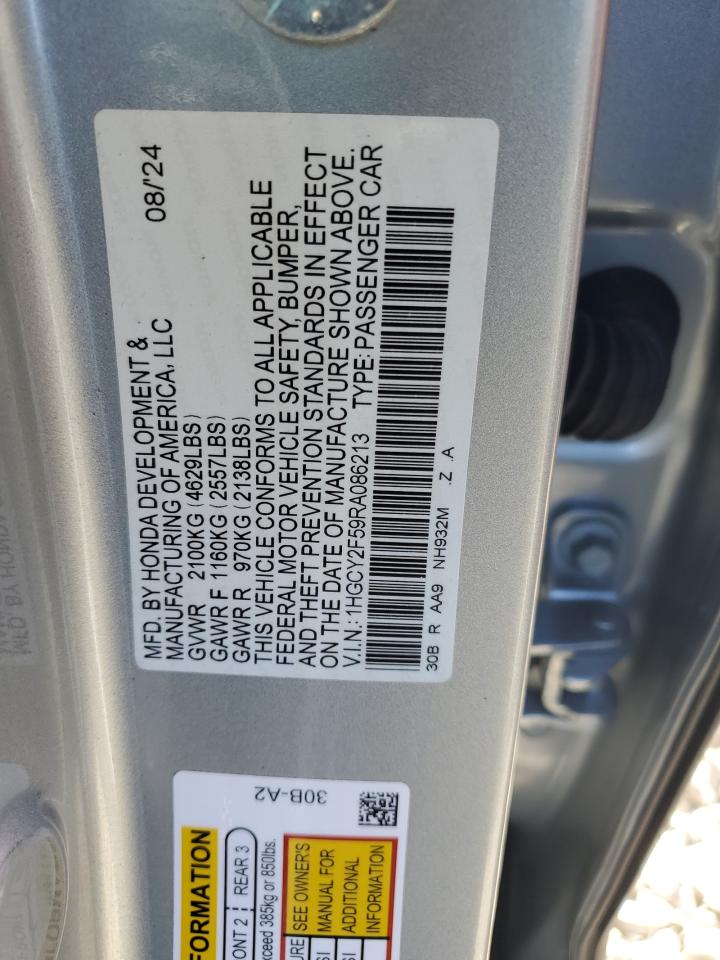 08/'24
MFD. BY HONDA DEVELOPMENT &
MANUFACTURING OF AMERICA, LLC
GVWR 2100KG (4629LBS)
GAWR F 1160KG (2557LBS)
GAWR R 970KG (2138LBS)
THIS VEHICLE CONFORMS TO ALL APPLICABLE
FEDERAL MOTOR VEHICLE SAFETY, BUMPER,
AND THEFT PREVENTION STANDARDS IN EFFECT
ON THE DATE OF MANUFACTURE SHOWN ABOVE.
V.I.N.: 1HGCY2F59RA086213 TYPE: PASSENGER CAR
30B R AA9 NH932M .Z .A
30B-A2
FORMATION
ONT 2 REAR 3
xceed 385kg or 850lbs.
URE SEE OWNER'S
SI MANUAL FOR
SI ADDITIONAL
INFORMATION